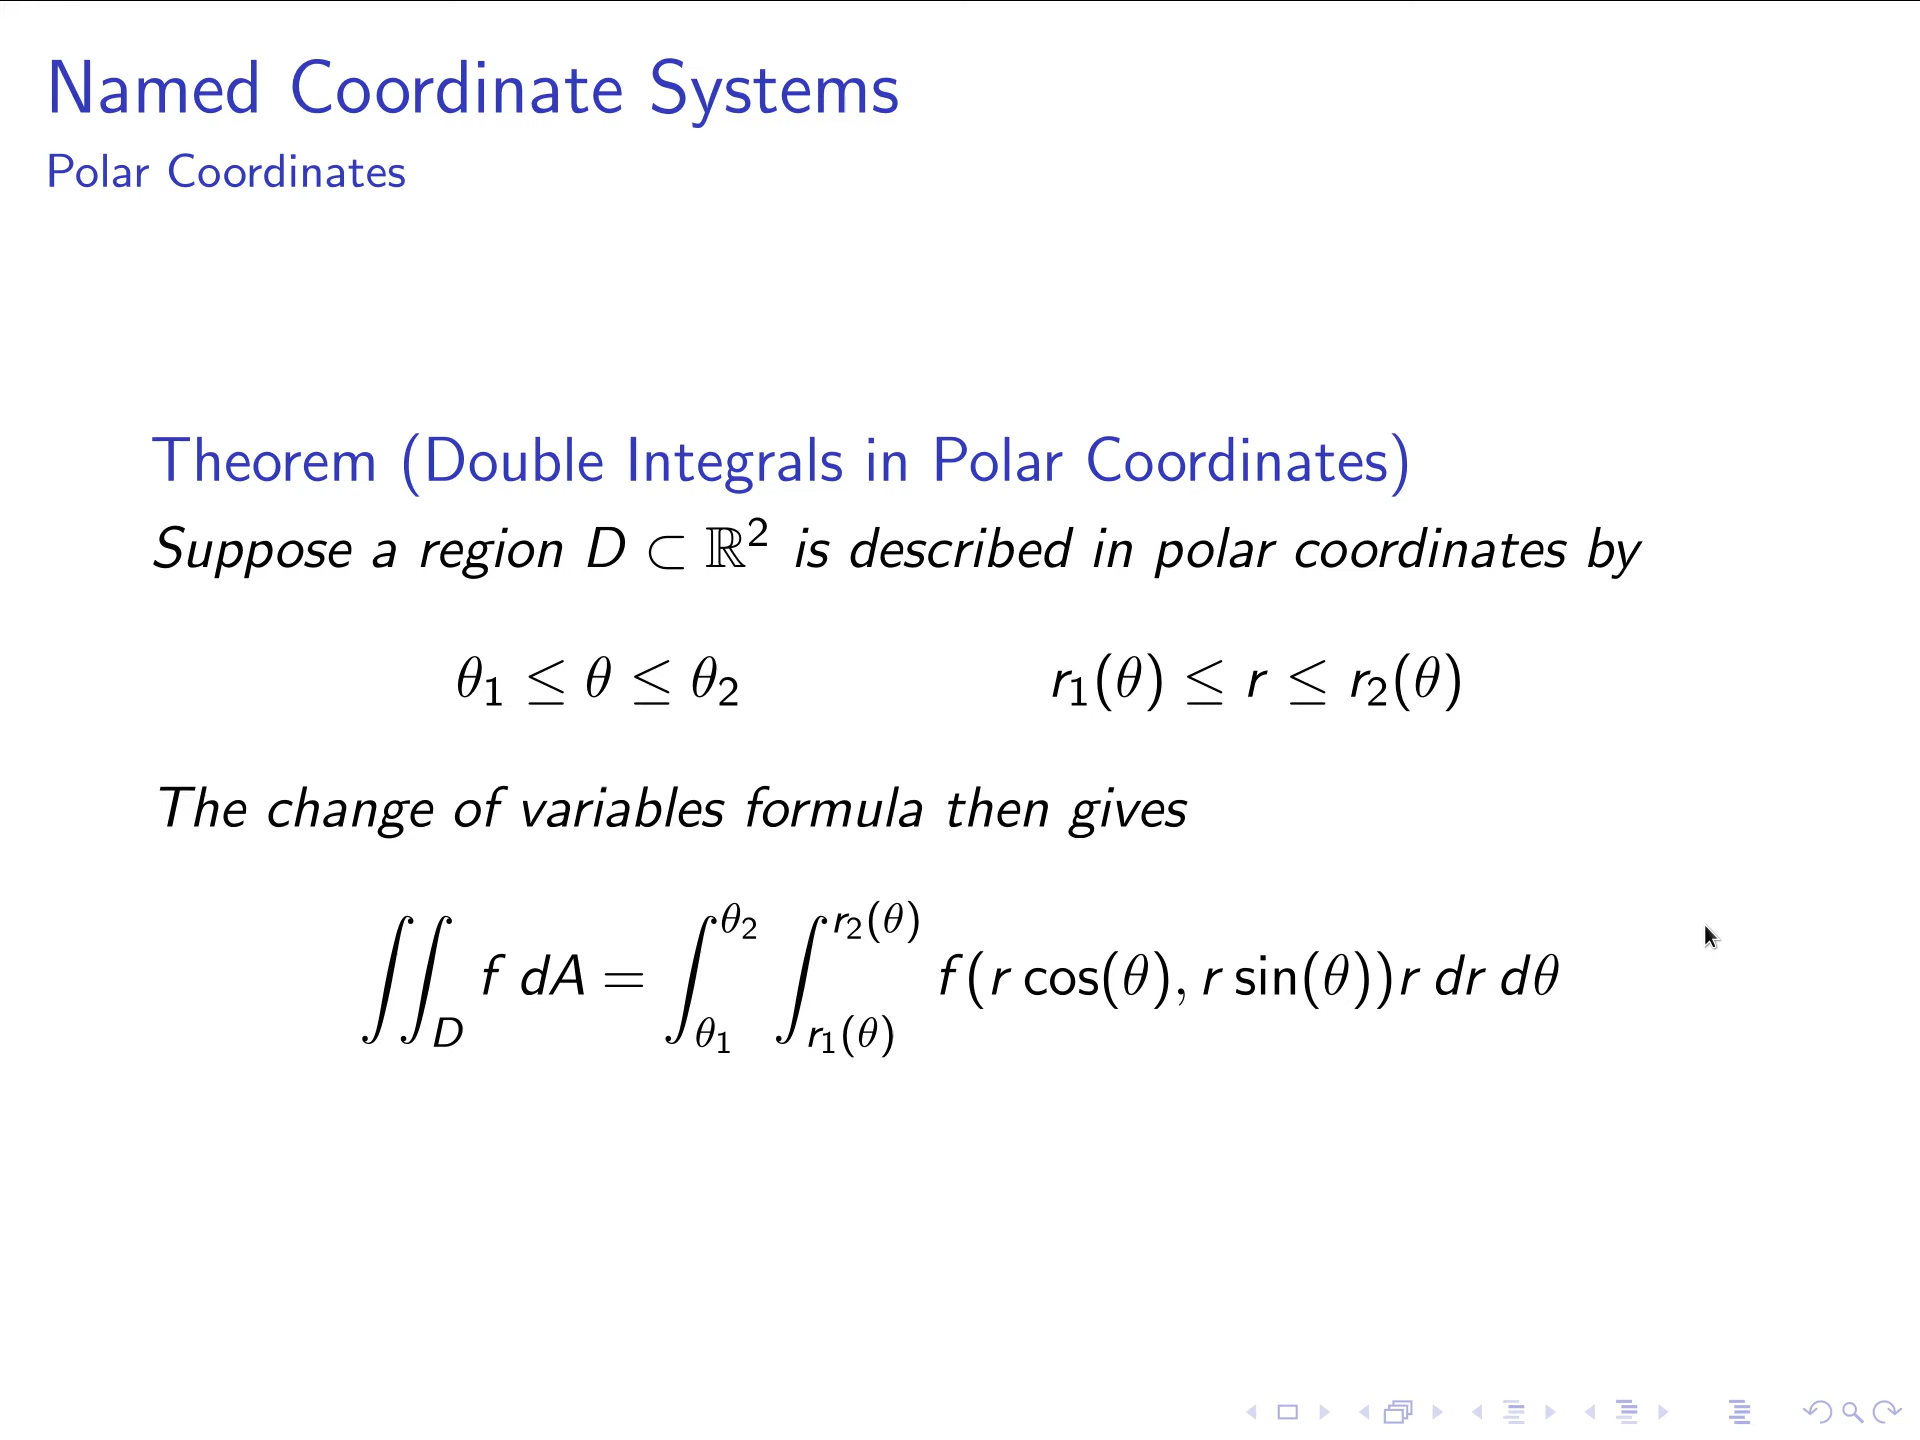 Named Coordinate Systems
Polar Coordinates
Theorem (Double Integrals in Polar Coordinates)
Suppose a region D ⊂ ℝ² is described in polar coordinates by
θ₁ ≤ θ ≤ θ₂ r₁(θ) ≤ r ≤ r₂(θ)
The change of variables formula then gives
∬_D f dA = ∫_{θ₁}^{θ₂} ∫_{r₁(θ)}^{r₂(θ)} f(r cos(θ), r sin(θ))r dr dθ